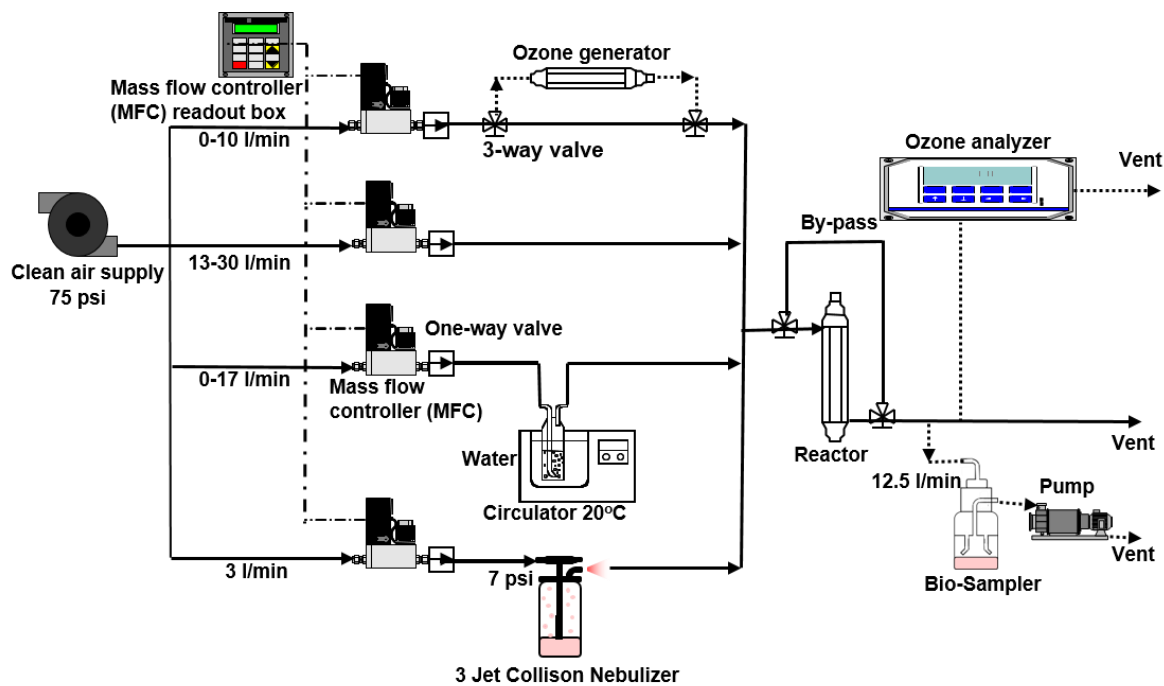 Mass flow controller
(MFC) readout box
0-10 l/min
Ozone generator
3-way valve
Ozone analyzer
Vent
Clean air supply
75 psi
13-30 l/min
By-pass
One-way valve
0-17 l/min
Mass flow
controller (MFC)
Water
Circulator 20°C
Reactor
Vent
12.5 l/min
Pump
Vent
Bio-Sampler
3 l/min
7 psi
3 Jet Collison Nebulizer